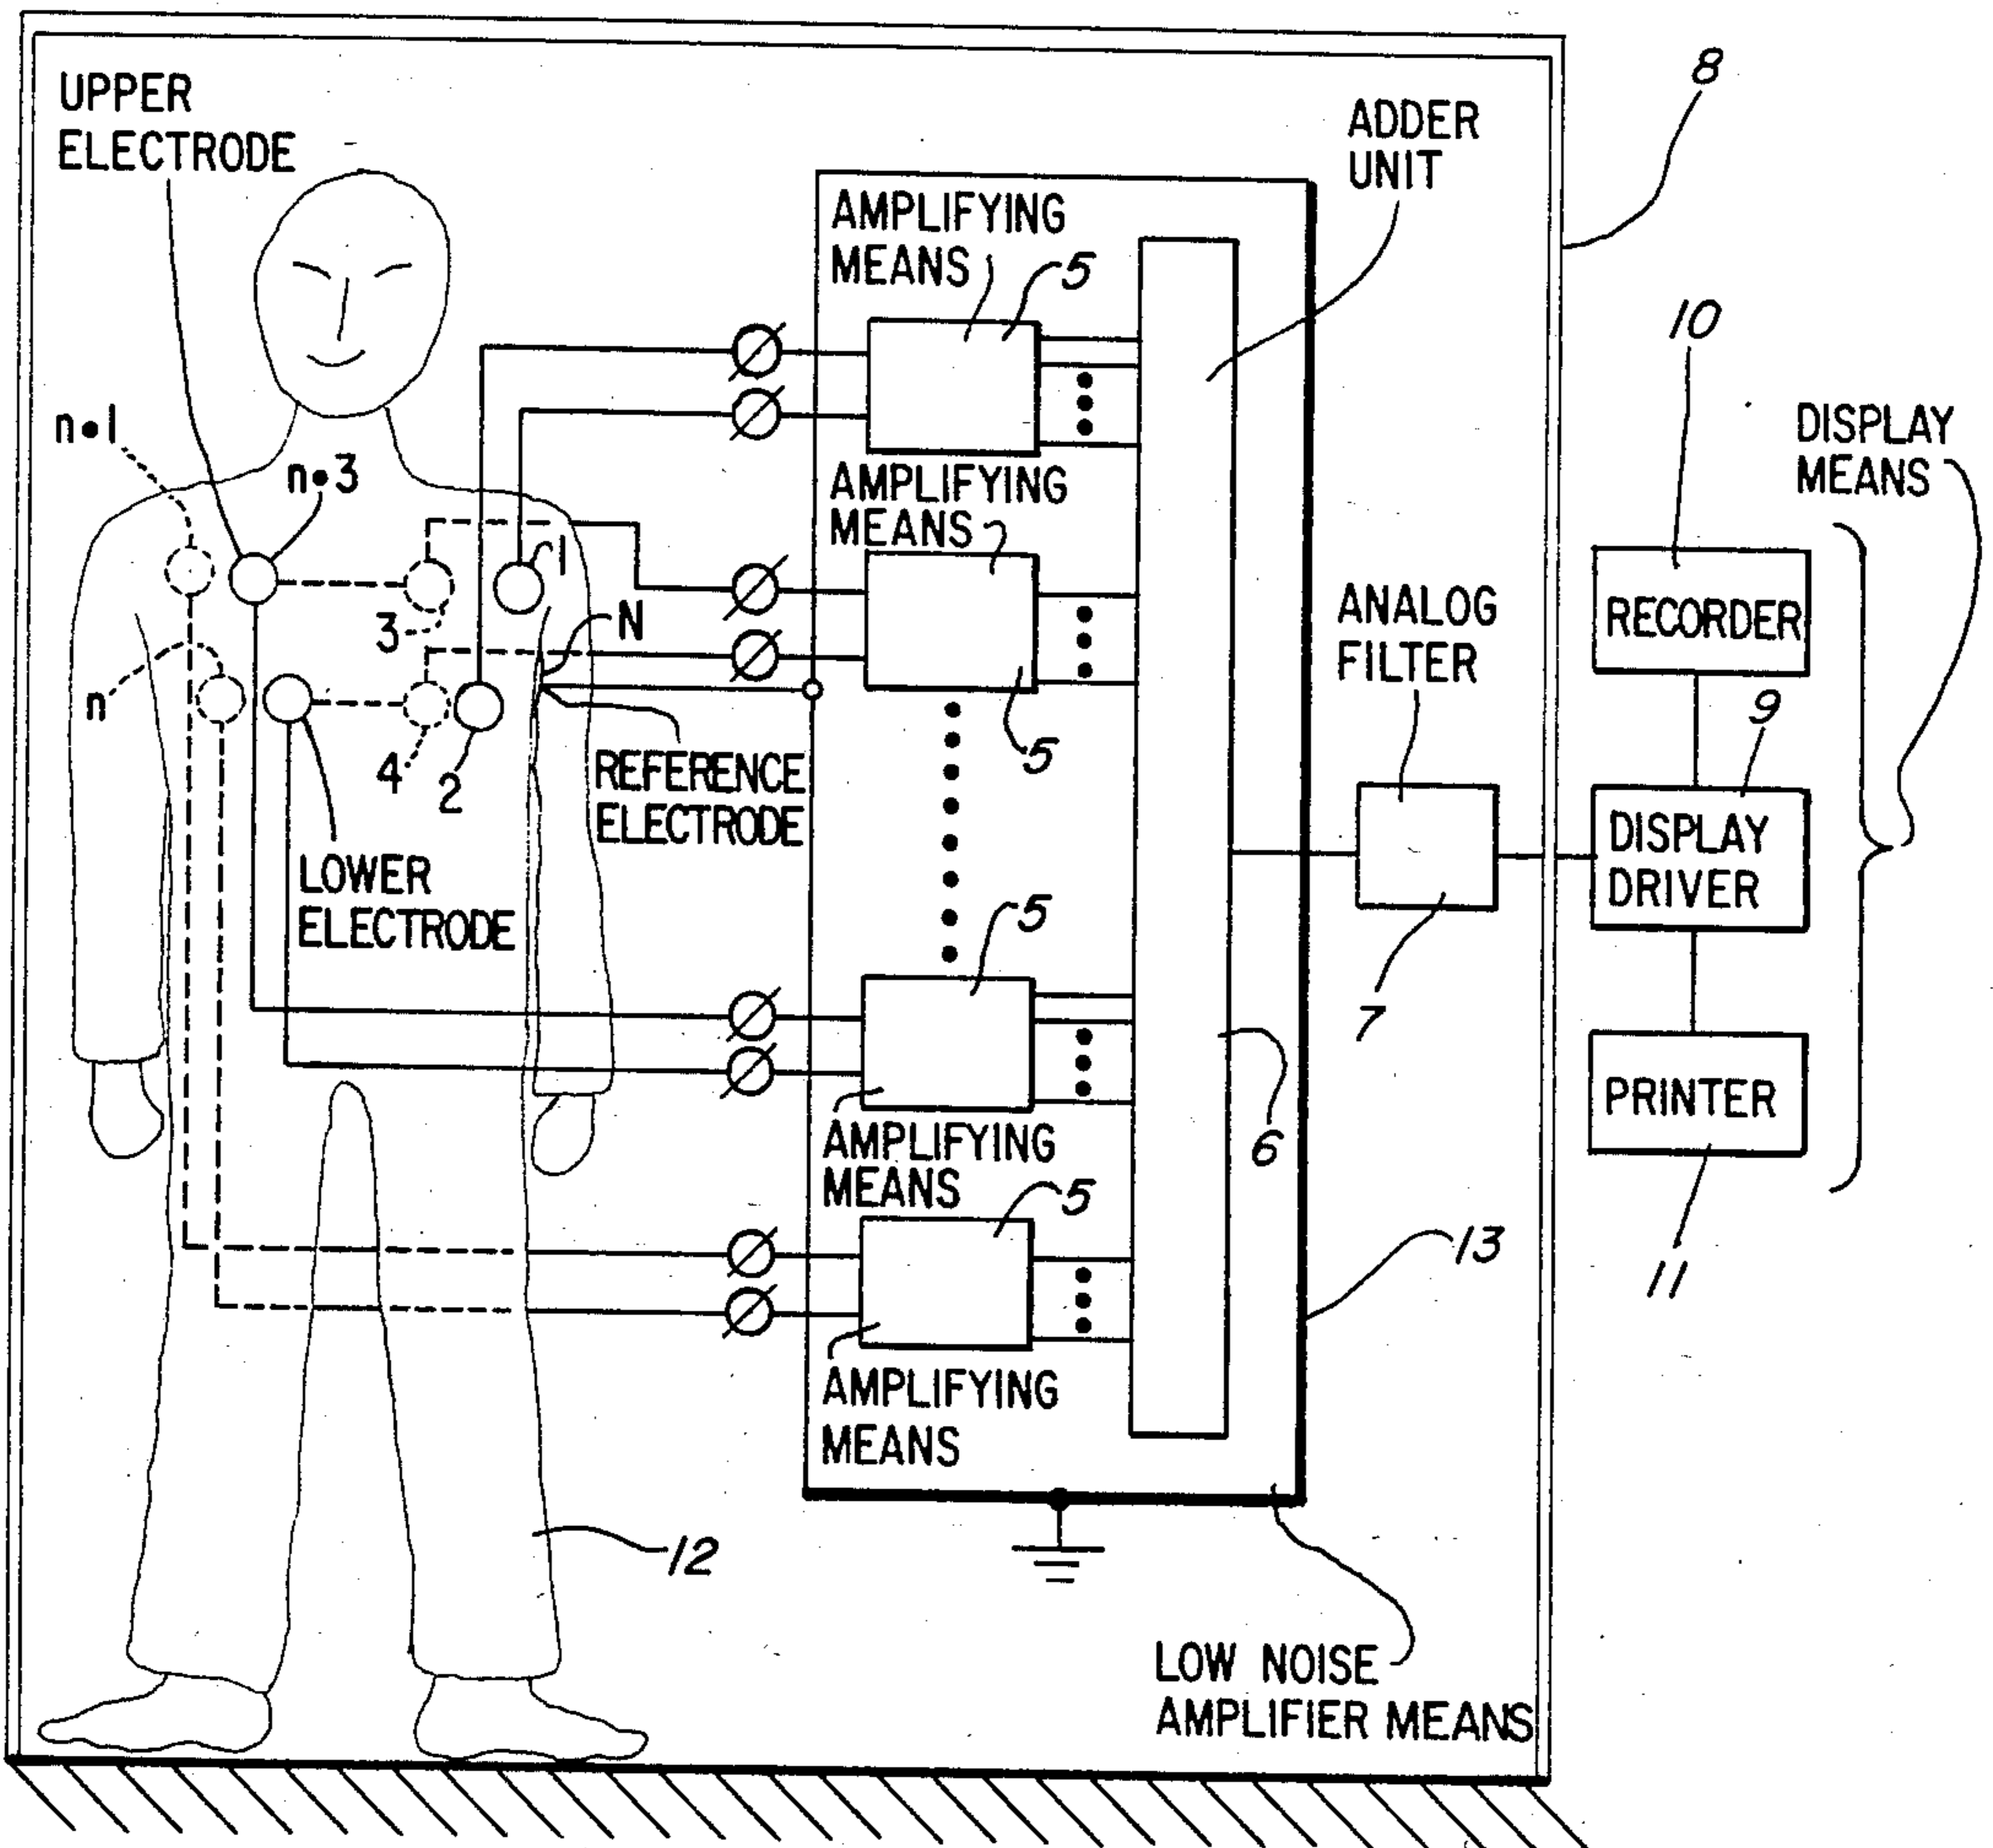 UPPER
ELECTRODE
8
ADDER
UNIT
AMPLIFYING
MEANS
5
10
DISPLAY
MEANS
n•1
n•3
AMPLIFYING
MEANS
1
3
N
ANALOG
FILTER
RECORDER
n
4
2
5
9
REFERENCE
ELECTRODE
DISPLAY
DRIVER
LOWER
ELECTRODE
5
7
PRINTER
6
AMPLIFYING
MEANS
5
13
11
AMPLIFYING
MEANS
12
LOW NOISE
AMPLIFIER MEANS